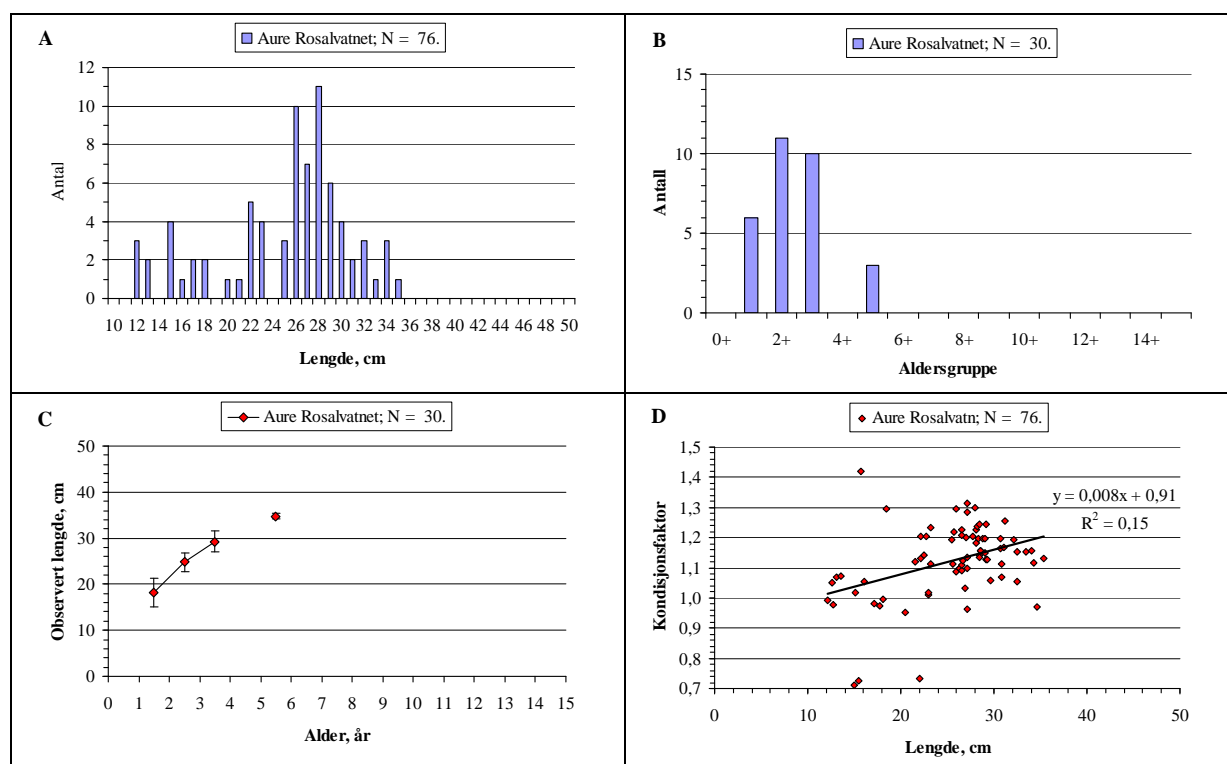 A
Aure Rosalvatnet; N = 76.
12
10
8
6
4
2
0
Antal
10 12 14 16 18 20 22 24 26 28 30 32 34 36 38 40 42 44 46 48 50
Lengde, cm
B
Aure Rosalvatnet; N = 30.
15
10
5
0
Antall
0+ 2+ 4+ 6+ 8+ 10+ 12+ 14+
Aldersgruppe
C
Aure Rosalvatnet; N = 30.
50
40
30
20
10
0
Observert lengde, cm
0 1 2 3 4 5 6 7 8 9 10 11 12 13 14 15
Alder, år
D
Aure Rosalvatn; N = 76.
1,5
1,4
1,3
1,2
1,1
1,0
0,9
0,8
0,7
Kondisjonsfaktor
y = 0,008x + 0,91
R² = 0,15
0 10 20 30 40 50
Lengde, cm